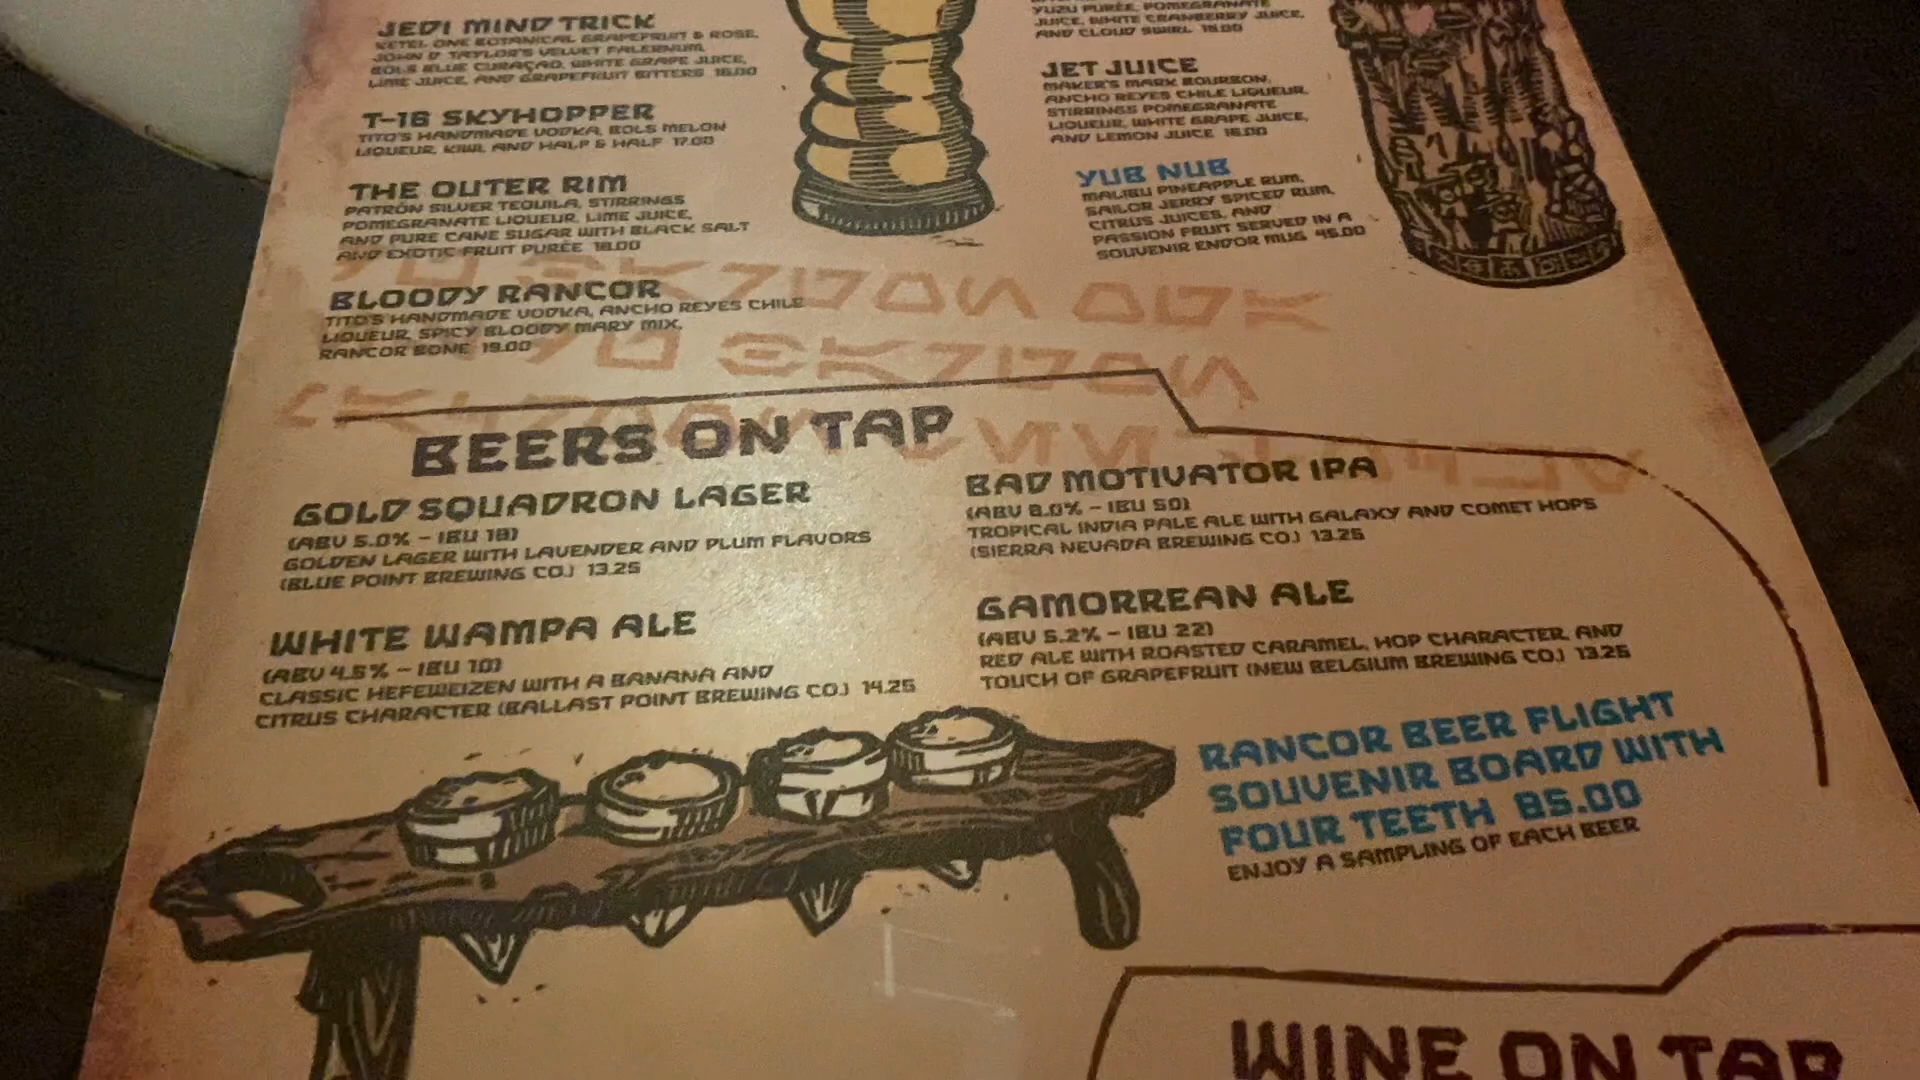 JEDI MIND TRICK
KETEL ONE BOTANICAL GRAPEFRUIT & ROSE,
JOHN D TAYLOR'S VELVET FALERNUM,
BOLS BLUE CURAÇAO, WHITE GRAPE JUICE,
LIME JUICE, AND GRAPEFRUIT BITTERS 16.00
T-16 SKYHOPPER
TITO'S HANDMADE VODKA, BOLS MELON
LIQUEUR, KIWI, AND HALF & HALF 17.00
THE OUTER RIM
PATRÓN SILVER TEQUILA, STIRRINGS
POMEGRANATE LIQUEUR, LIME JUICE,
AND PURE CANE SUGAR WITH BLACK SALT
AND EXOTIC FRUIT PURÉE 18.00
BLOODY RANCOR
TITO'S HANDMADE VODKA, ANCHO REYES CHILE
LIQUEUR, SPICY BLOODY MARY MIX,
RANCOR BONE 19.00
YUZU PURÉE, POMEGRANATE
JUICE, WHITE CRANBERRY JUICE,
AND CLOUD SWIRL 18.00
JET JUICE
MAKER'S MARK BOURBON,
ANCHO REYES CHILE LIQUEUR,
STIRRINGS POMEGRANATE
LIQUEUR, WHITE GRAPE JUICE,
AND LEMON JUICE 16.00
YUB NUB
MALIBU PINEAPPLE RUM,
SAILOR JERRY SPICED RUM,
CITRUS JUICES, AND
PASSION FRUIT SERVED IN A
SOUVENIR ENDOR MUG 45.00
BEERS ON TAP
GOLD SQUADRON LAGER
(ABV 5.0% – IBU 18)
GOLDEN LAGER WITH LAVENDER AND PLUM FLAVORS
(BLUE POINT BREWING CO.) 13.25
WHITE WAMPA ALE
(ABV 4.5% – IBU 10)
CLASSIC HEFEWEIZEN WITH A BANANA AND
CITRUS CHARACTER (BALLAST POINT BREWING CO.) 14.25
BAD MOTIVATOR IPA
(ABV 8.0% – IBU 50)
TROPICAL INDIA PALE ALE WITH GALAXY AND COMET HOPS
(SIERRA NEVADA BREWING CO.) 13.25
GAMORREAN ALE
(ABV 5.2% – IBU 22)
RED ALE WITH ROASTED CARAMEL, HOP CHARACTER, AND
TOUCH OF GRAPEFRUIT (NEW BELGIUM BREWING CO.) 13.25
RANCOR BEER FLIGHT
SOUVENIR BOARD WITH
FOUR TEETH 85.00
ENJOY A SAMPLING OF EACH BEER
WINE ON TAP